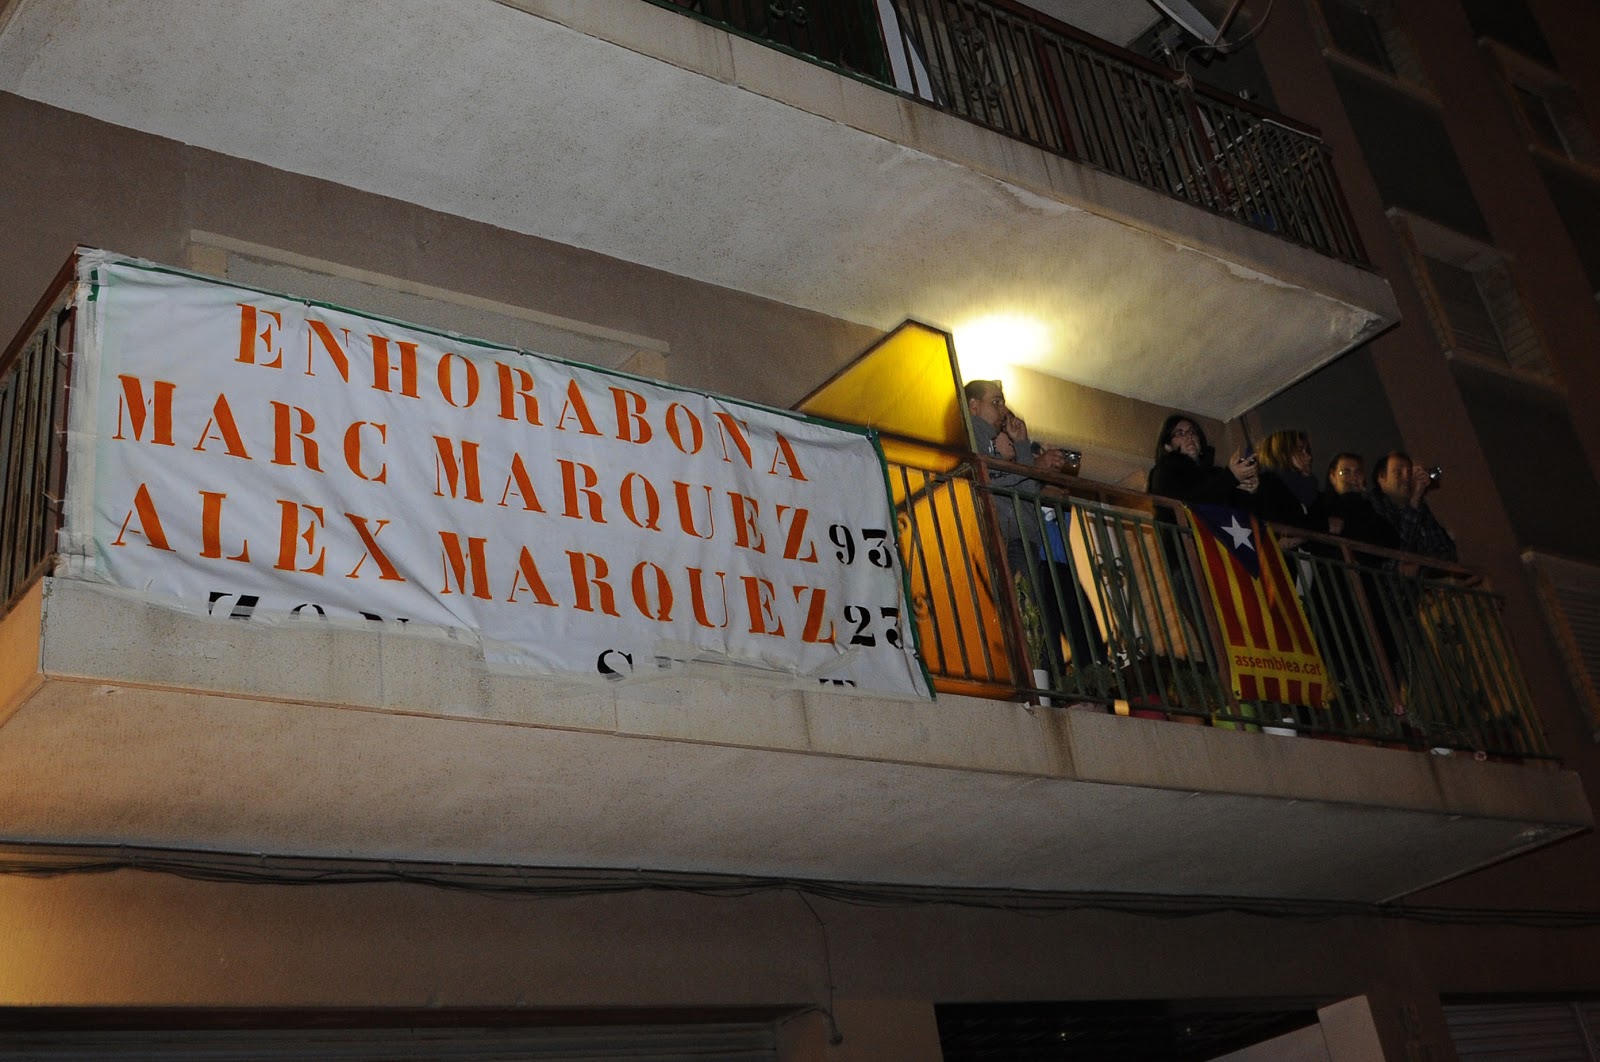 ENHORABONA
MARC MARQUEZ 93
ALEX MARQUEZ 23
assemblea.cat